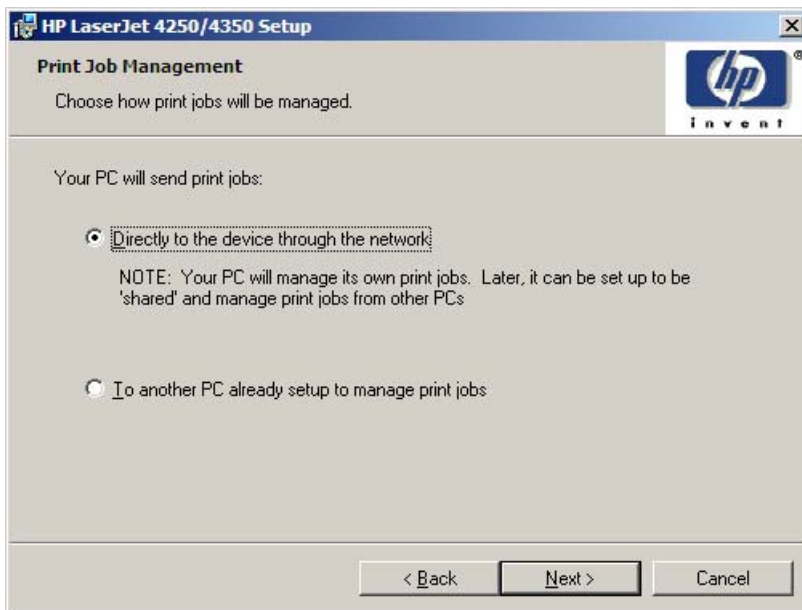 HP LaserJet 4250/4350 Setup
Print Job Management
Choose how print jobs will be managed.
hp
®
invent
Your PC will send print jobs:
Directly to the device through the network
NOTE: Your PC will manage its own print jobs. Later, it can be set up to be
'shared' and manage print jobs from other PCs
To another PC already setup to manage print jobs
< Back
Next >
Cancel